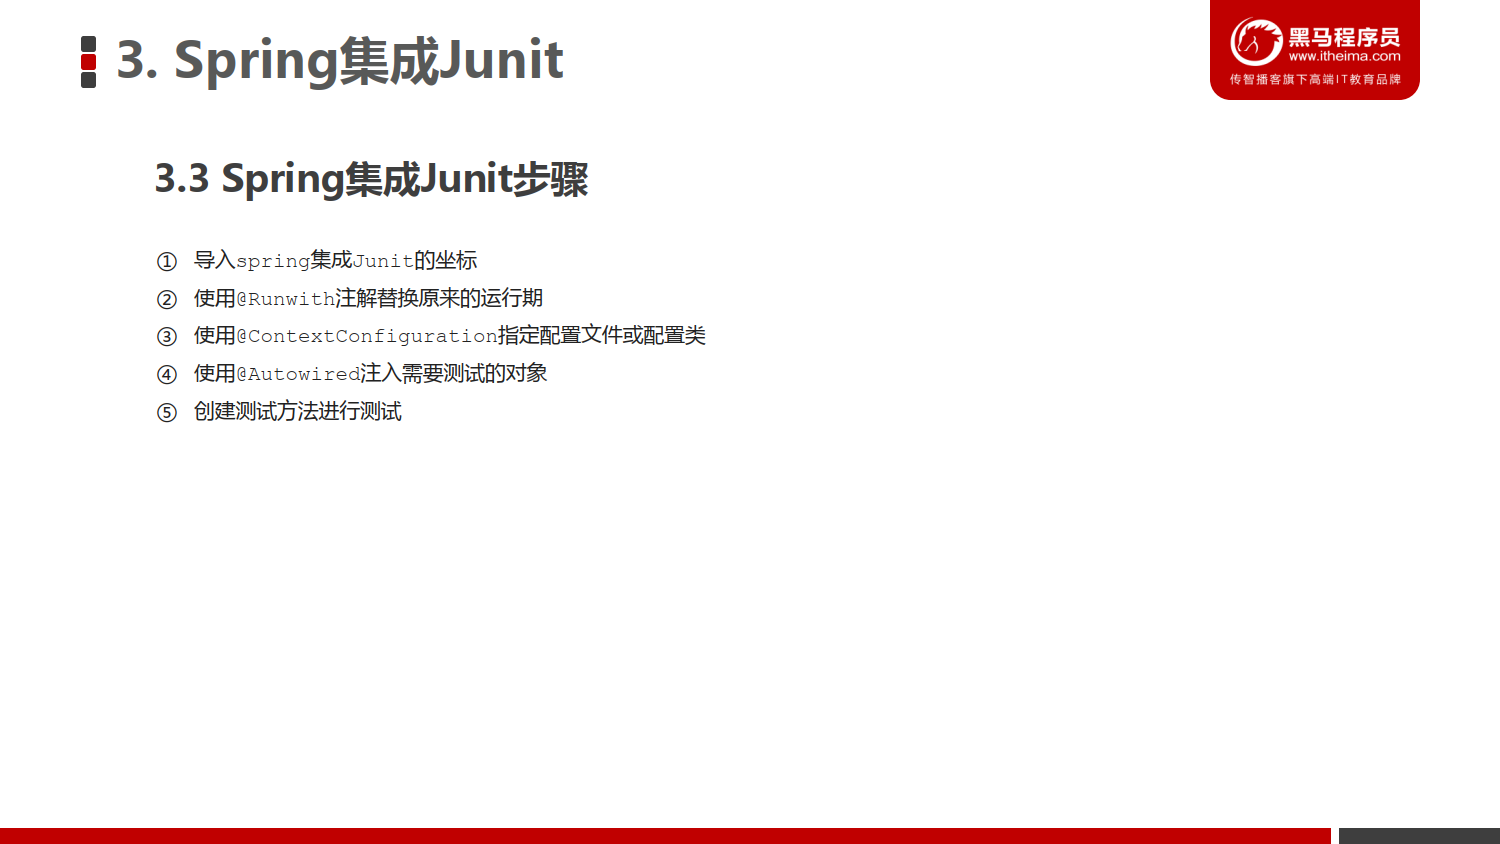 3. Spring集成Junit
黑马程序员
www.itheima.com
传智播客旗下高端IT教育品牌
3.3 Spring集成Junit步骤
① 导入spring集成Junit的坐标
② 使用@Runwith注解替换原来的运行期
③ 使用@ContextConfiguration指定配置文件或配置类
④ 使用@Autowired注入需要测试的对象
⑤ 创建测试方法进行测试